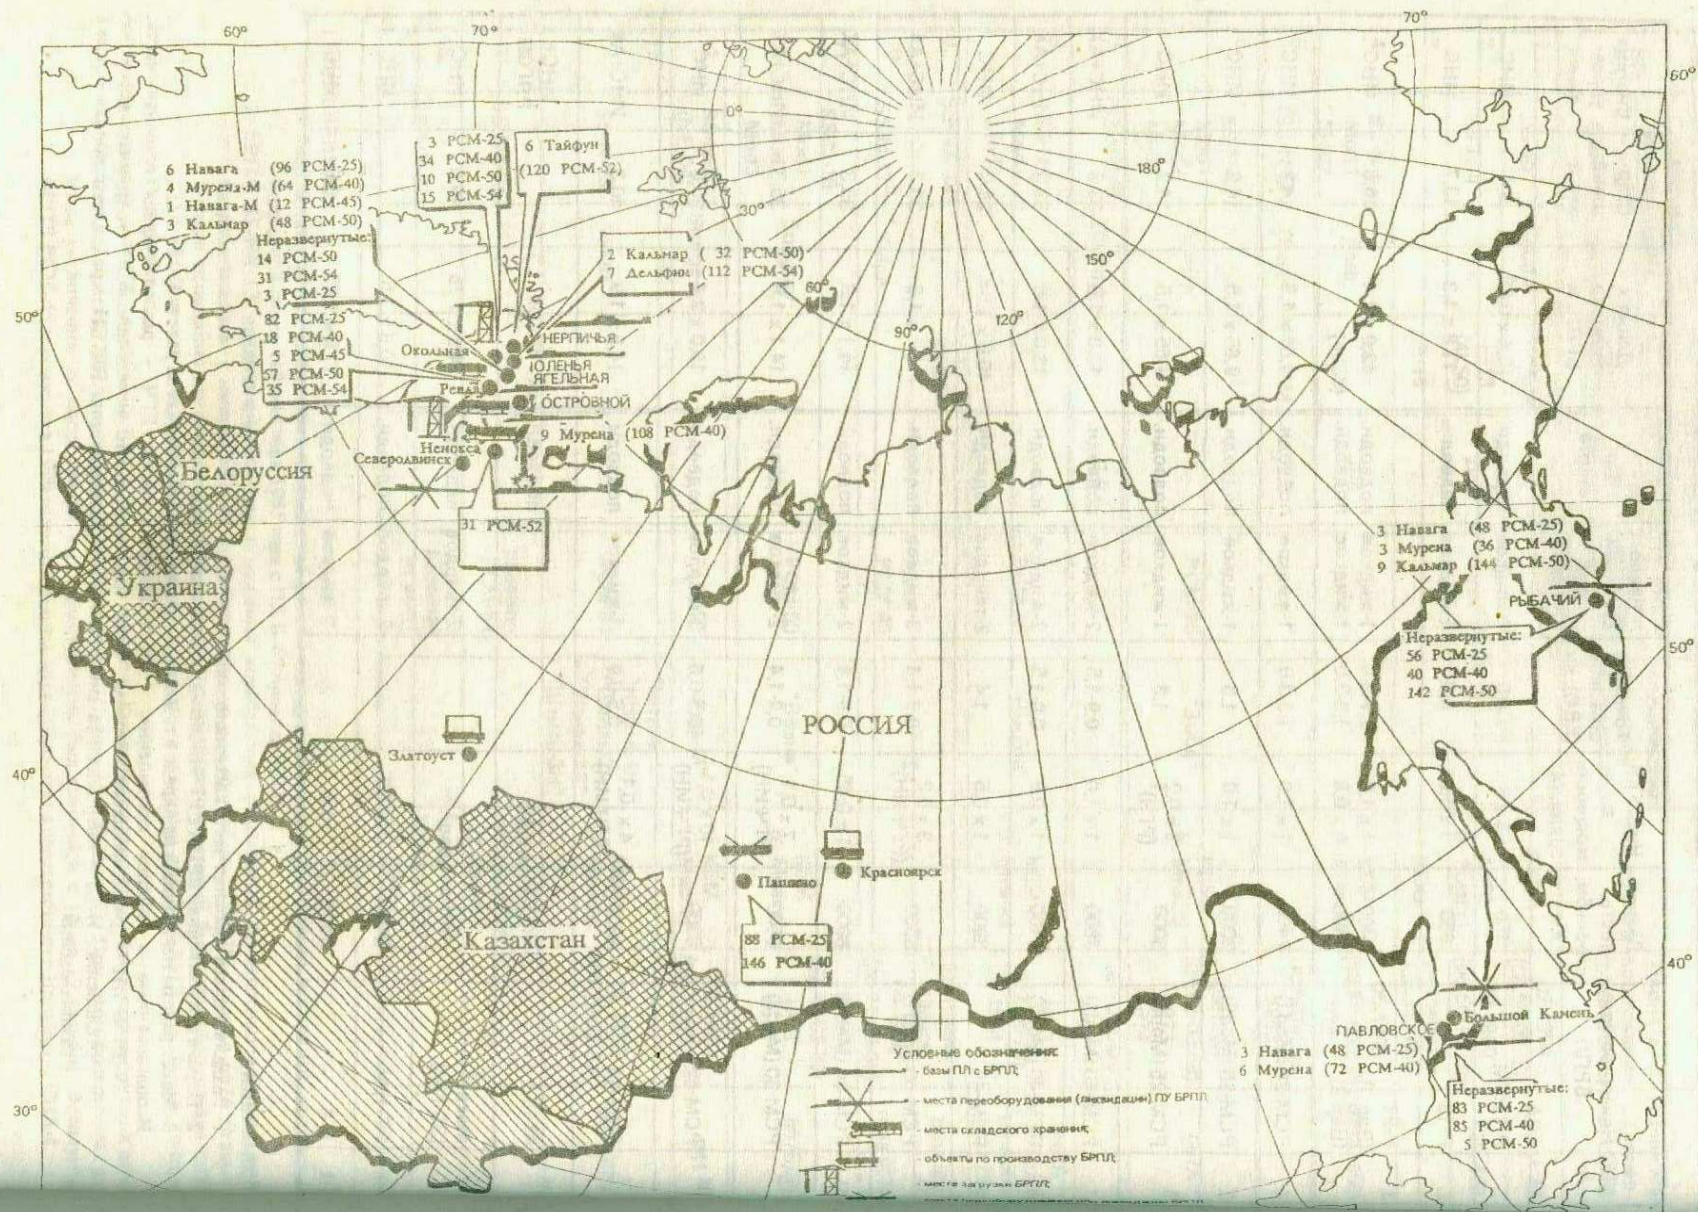 60°
70°
70°
60°
0°
180°
30°
150°
60°
120°
90°
50°
50°
40°
40°
30°
6 Навага (96 РСМ-25)
4 Мурена-М (64 РСМ-40)
1 Навага-М (12 РСМ-45)
3 Кальмар (48 РСМ-50)
Неразвернутые:
14 РСМ-50
31 РСМ-54
3 РСМ-25
3 РСМ-25
34 РСМ-40
10 РСМ-50
15 РСМ-54
6 Тайфун
(120 РСМ-52)
2 Кальмар ( 32 РСМ-50)
7 Дельфин (112 РСМ-54)
82 РСМ-25
18 РСМ-40
5 РСМ-45
57 РСМ-50
35 РСМ-54
Окольная
НЕРПИЧЬЯ
ОЛЕНЬЯ
ЯГЕЛЬНАЯ
Ревда
ОСТРОВНОЙ
9 Мурена (108 РСМ-40)
Ненокса
Северодвинск
31 РСМ-52
Белоруссия
Украина
Златоуст
РОССИЯ
Казахстан
Пашино
Красноярск
88 РСМ-25
146 РСМ-40
3 Навага (48 РСМ-25)
3 Мурена (36 РСМ-40)
9 Кальмар (144 РСМ-50)
РЫБАЧИЙ
Неразвернутые:
56 РСМ-25
40 РСМ-40
142 РСМ-50
Большой Камень
ПАВЛОВСКОЕ
3 Навага (48 РСМ-25)
6 Мурена (72 РСМ-40)
Неразвернутые:
83 РСМ-25
85 РСМ-40
5 РСМ-50
Условные обозначения:
- базы ПЛ с БРПЛ;
- места переоборудования (ликвидации) ПУ БРПЛ
- места складского хранения;
- объекты по производству БРПЛ;
- места загрузки БРПЛ;